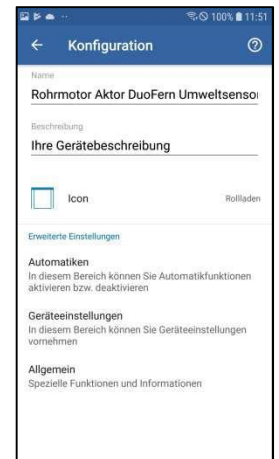 100% 11:51
Konfiguration
Name
Rohrmotor Aktor DuoFern Umweltsenso
Beschreibung
Ihre Gerätebeschreibung
Icon Rollladen
Erweiterte Einstellungen
Automatiken
In diesem Bereich können Sie Automatikfunktionen
aktivieren bzw. deaktivieren
Geräteeinstellungen
In diesem Bereich können Sie Geräteeinstellungen
vornehmen
Allgemein
Spezielle Funktionen und Informationen